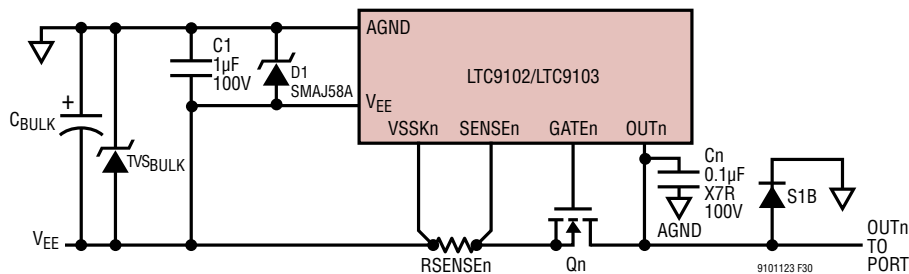 AGND
C1
1µF
100V
D1
SMAJ58A
LTC9102/LTC9103
+
CBULK
VEE
VSSKn
SENSEn
GATEn
OUTn
TVSBULK
Cn
0.1µF
X7R
100V
S1B
AGND
VEE
RSENSEn
Qn
OUTn
TO
PORT
9101123 F30